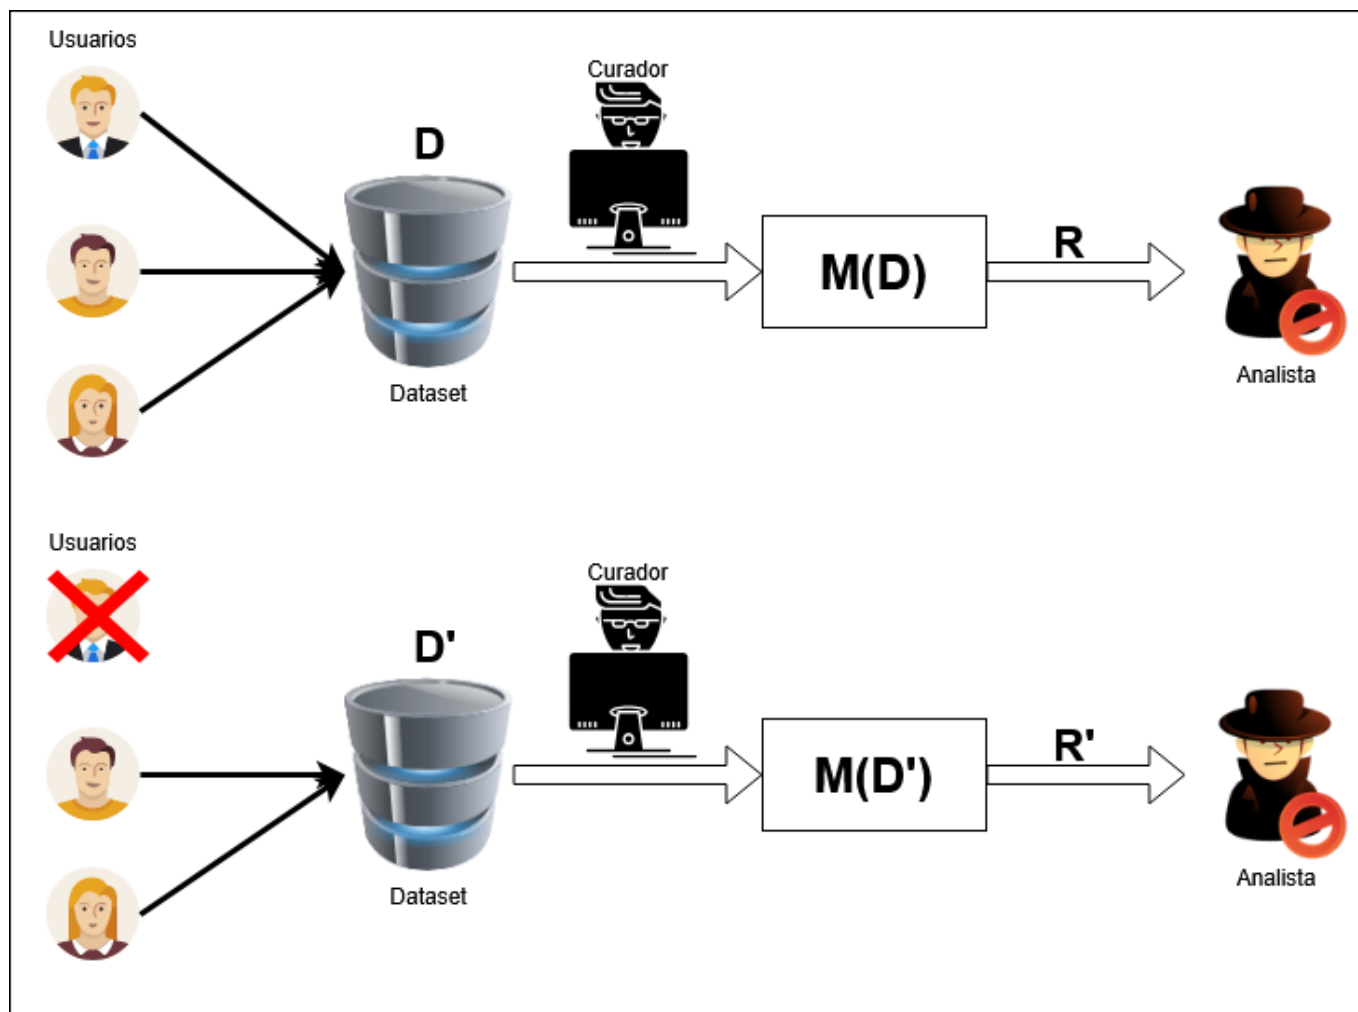 Usuarios
Curador
D
M(D)
R
Dataset
Analista
Usuarios
Curador
D'
M(D')
R'
Dataset
Analista